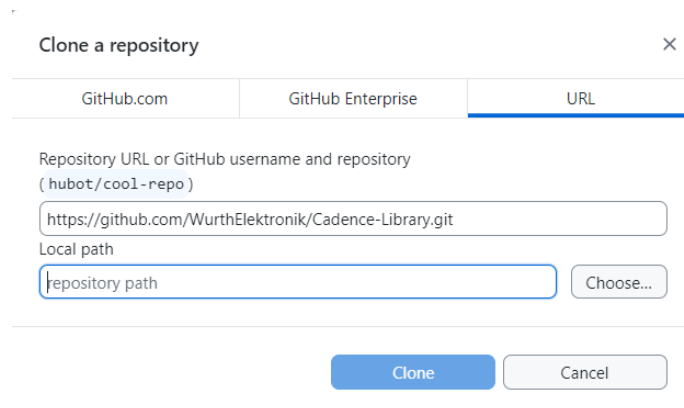 Clone a repository
GitHub.com
GitHub Enterprise
URL
Repository URL or GitHub username and repository
(hubot/cool-repo)
https://github.com/WurthElektronik/Cadence-Library.git
Local path
repository path
Choose...
Clone
Cancel